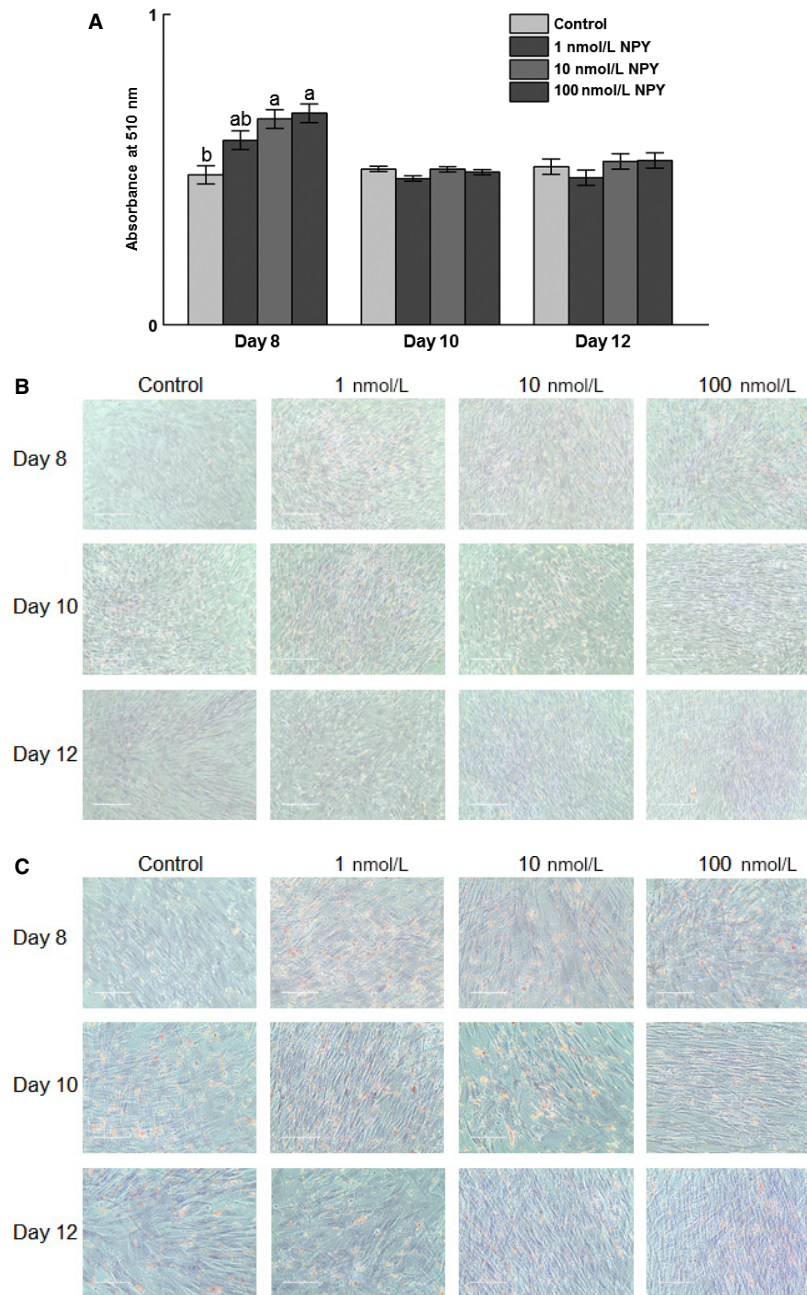 A
1
Absorbance at 510 nm
0
Control
1 nmol/L NPY
10 nmol/L NPY
100 nmol/L NPY
b
ab
a
a
Day 8
Day 10
Day 12
B
Control
1 nmol/L
10 nmol/L
100 nmol/L
Day 8
Day 10
Day 12
C
Control
1 nmol/L
10 nmol/L
100 nmol/L
Day 8
Day 10
Day 12